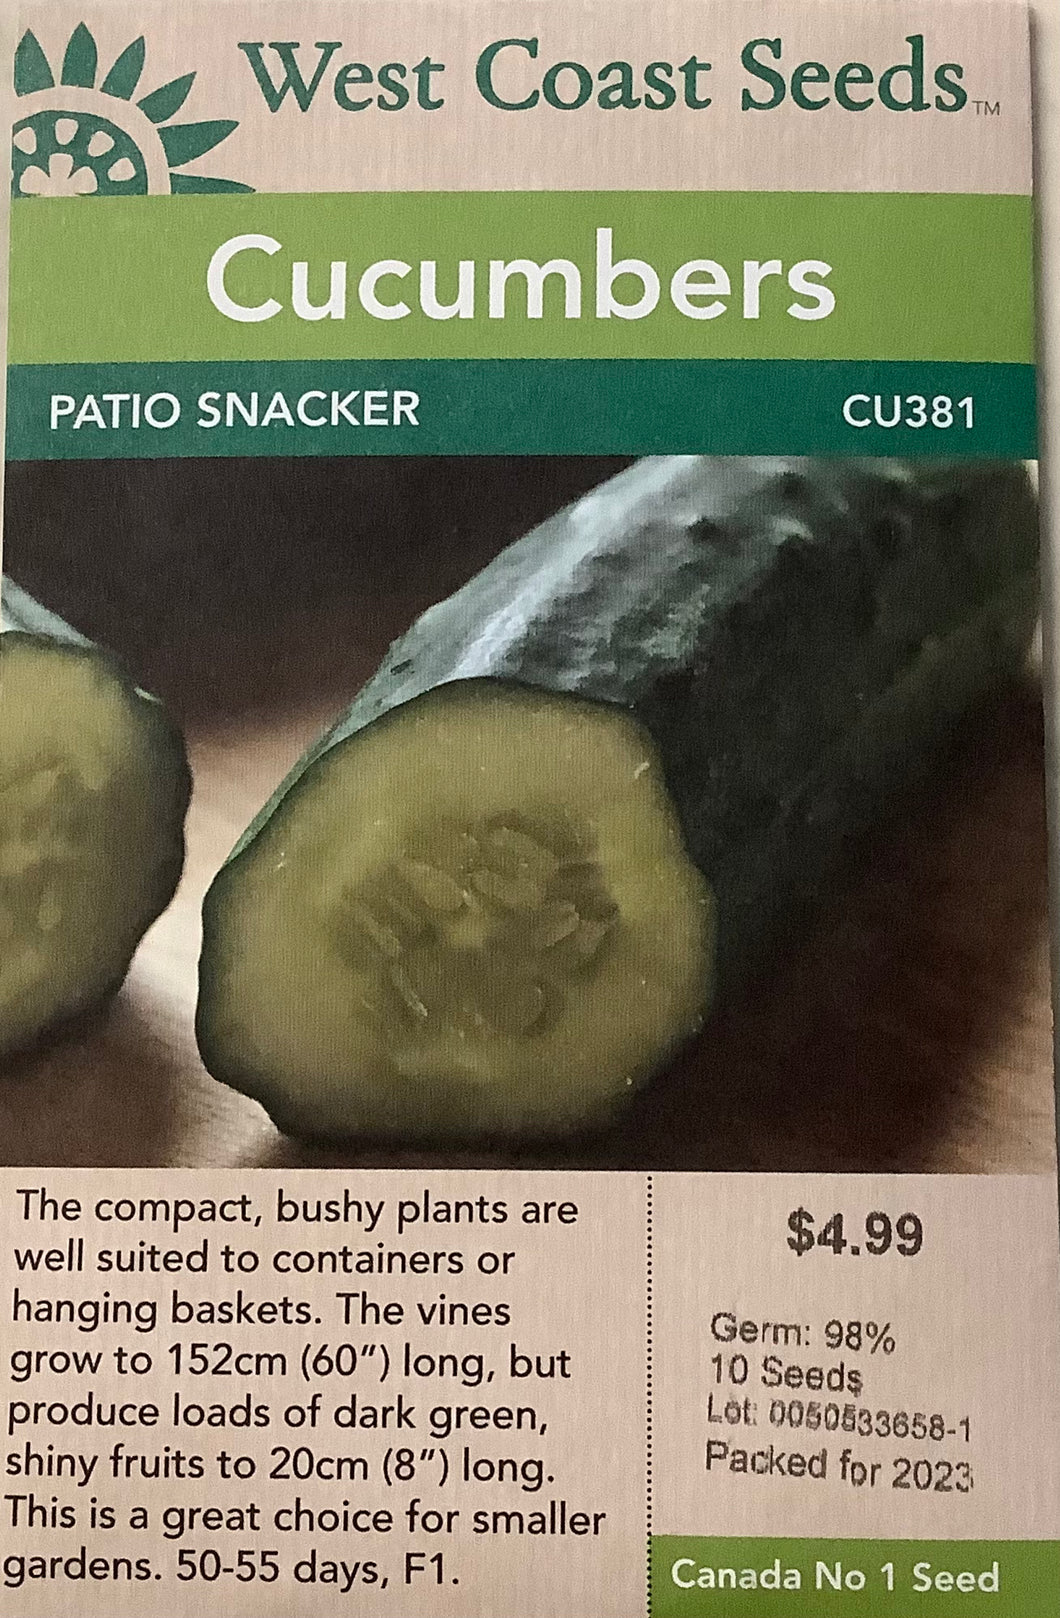 West Coast Seeds™
Cucumbers
PATIO SNACKER
CU381
The compact, bushy plants are
well suited to containers or
hanging baskets. The vines
grow to 152cm (60”) long, but
produce loads of dark green,
shiny fruits to 20cm (8”) long.
This is a great choice for smaller
gardens. 50-55 days, F1.
$4.99
Germ: 98%
10 Seeds
Lot: 0050533658-1
Packed for 2023
Canada No 1 Seed